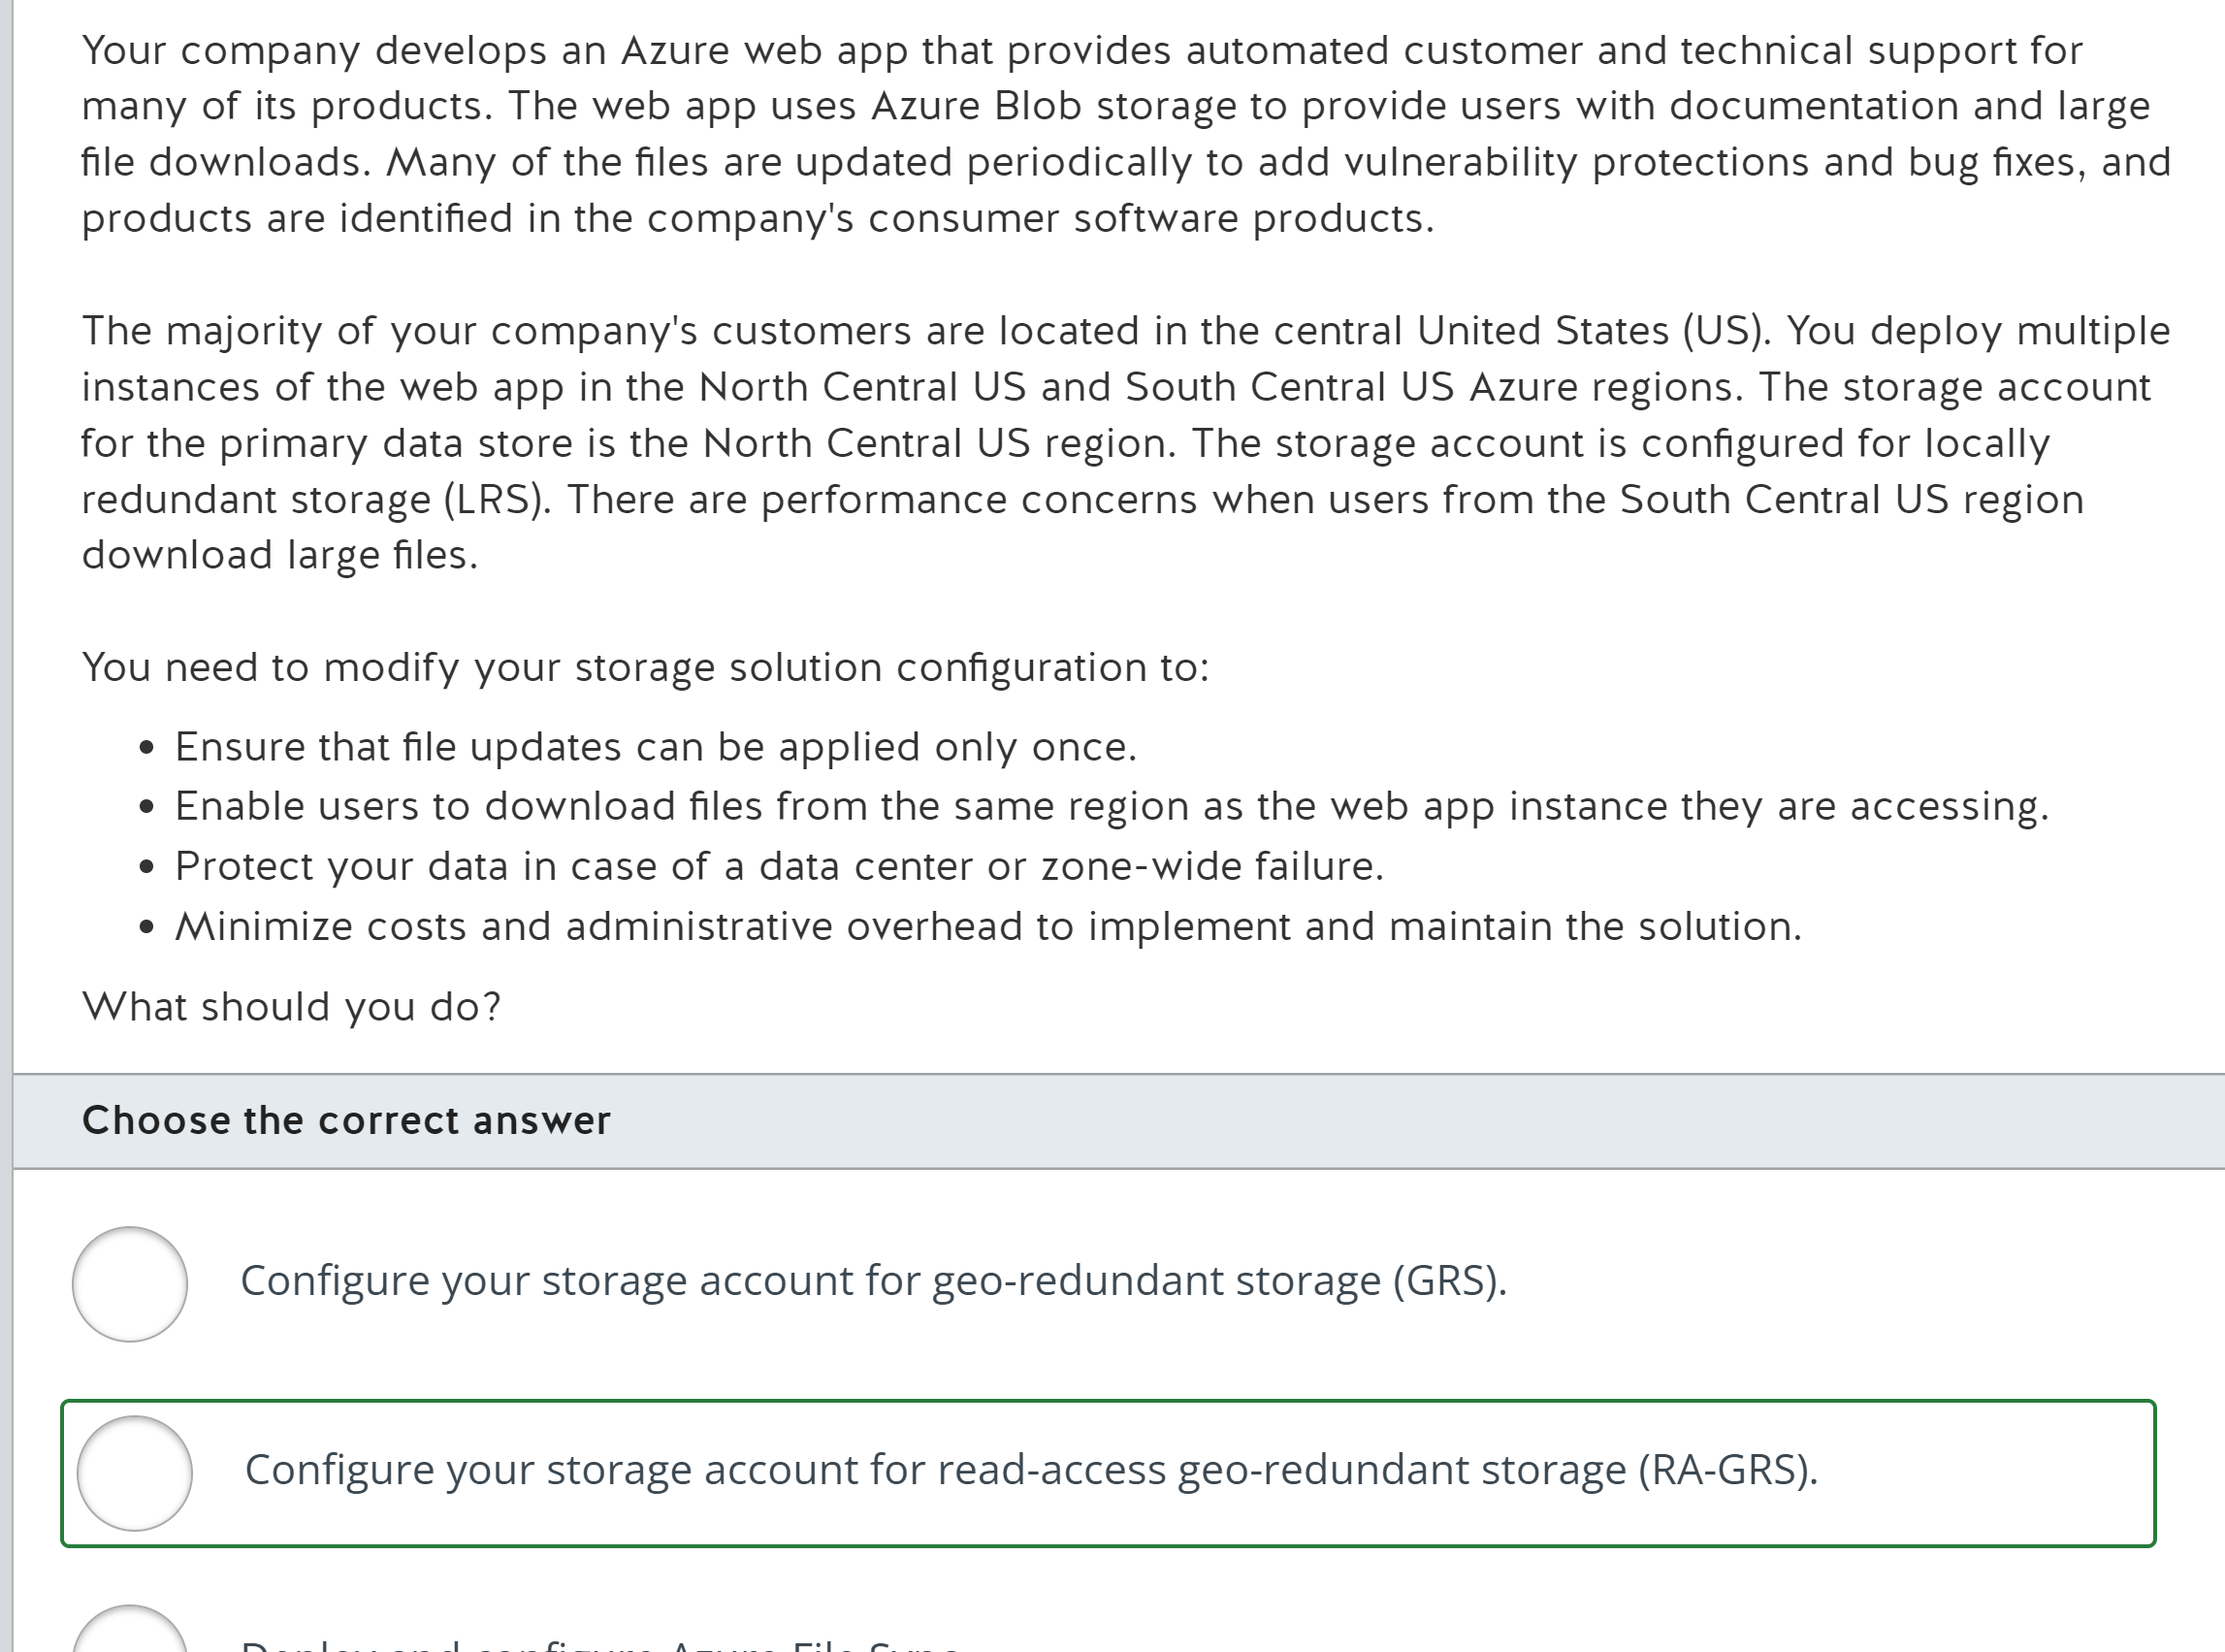 Your company develops an Azure web app that provides automated customer and technical support for
many of its products. The web app uses Azure Blob storage to provide users with documentation and large
file downloads. Many of the files are updated periodically to add vulnerability protections and bug fixes, and
products are identified in the company's consumer software products.
The majority of your company's customers are located in the central United States (US). You deploy multiple
instances of the web app in the North Central US and South Central US Azure regions. The storage account
for the primary data store is the North Central US region. The storage account is configured for locally
redundant storage (LRS). There are performance concerns when users from the South Central US region
download large files.
You need to modify your storage solution configuration to:
• Ensure that file updates can be applied only once.
• Enable users to download files from the same region as the web app instance they are accessing.
• Protect your data in case of a data center or zone-wide failure.
• Minimize costs and administrative overhead to implement and maintain the solution.
What should you do?
Choose the correct answer
Configure your storage account for geo-redundant storage (GRS).
Configure your storage account for read-access geo-redundant storage (RA-GRS).
Deploy and configure Azure File Sync